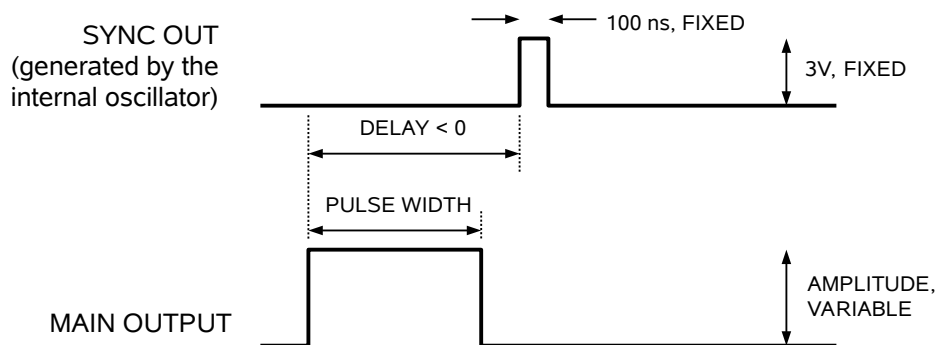 100 ns, FIXED
SYNC OUT
(generated by the
internal oscillator)
3V, FIXED
DELAY < 0
PULSE WIDTH
AMPLITUDE,
VARIABLE
MAIN OUTPUT